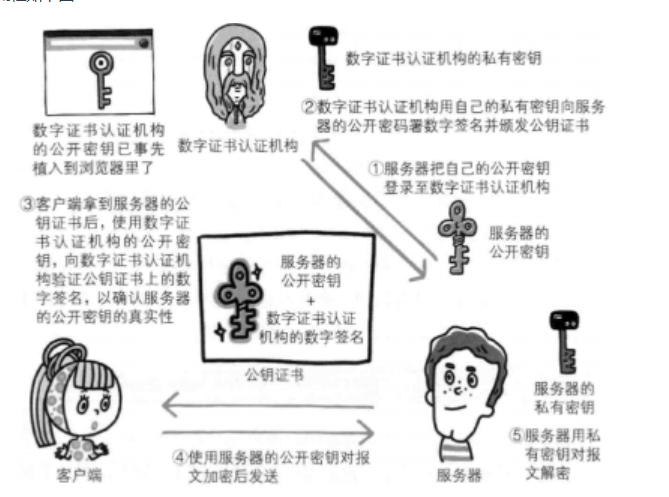 数字证书认证机构的私有密钥
②数字证书认证机构用自己的私有密钥向服务
器的公开密码署数字签名并颁发公钥证书
数字证书认证机构
的公开密钥已事先
植入到浏览器里了
数字证书认证机构
①服务器把自己的公开密钥
登录至数字证书认证机构
③客户端拿到服务器的公
钥证书后，使用数字证
书认证机构的公开密
钥，向数字证书认证机
构验证公钥证书上的数
字签名，以确认服务器
的公开密钥的真实性
服务器的
公开密钥
服务器的
公开密钥
+
数字证书认证
机构的数字签名
公钥证书
服务器的
私有密钥
⑤服务器用私
有密钥对报
文解密
④使用服务器的公开密钥对报
文加密后发送
客户端
服务器